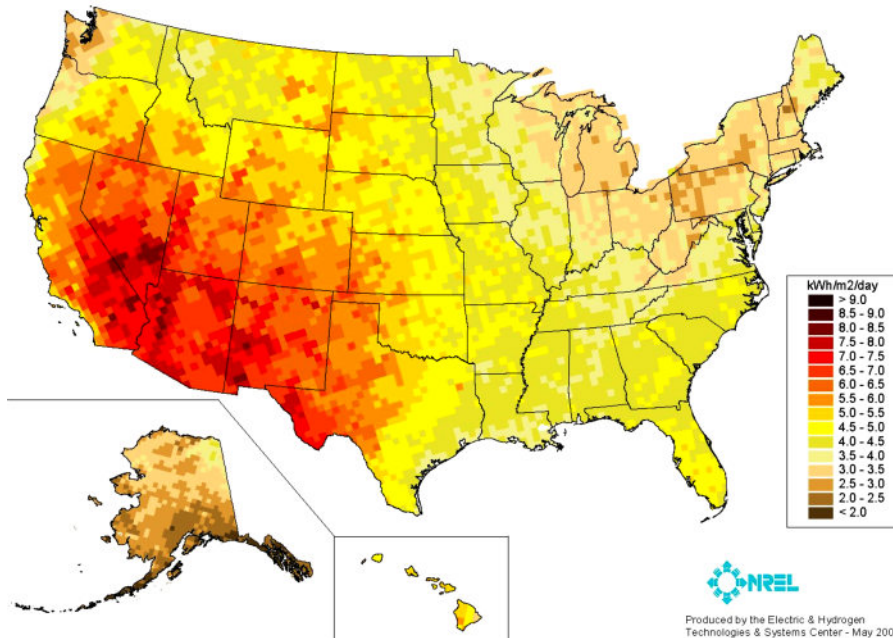 kWh/m2/day
> 9.0
8.5 - 9.0
8.0 - 8.5
7.5 - 8.0
7.0 - 7.5
6.5 - 7.0
6.0 - 6.5
5.5 - 6.0
5.0 - 5.5
4.5 - 5.0
4.0 - 4.5
3.5 - 4.0
3.0 - 3.5
2.5 - 3.0
2.0 - 2.5
< 2.0
NREL
Produced by the Electric & Hydrogen
Technologies & Systems Center - May 200